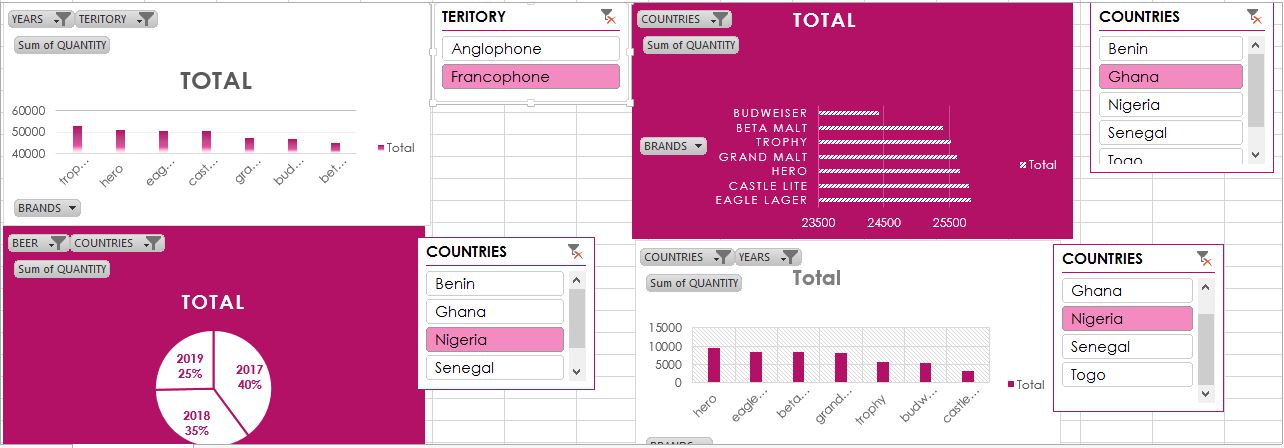 YEARS TERITORY
Sum of QUANTITY
TOTAL
60000
50000
40000
trop...
hero
eag...
cast...
gra...
bud...
bet...
Total
BRANDS
TERITORY
Anglophone
Francophone
COUNTRIES
Sum of QUANTITY
TOTAL
BRANDS
BUDWEISER
BETA MALT
TROPHY
GRAND MALT
HERO
CASTLE LITE
EAGLE LAGER
23500 24500 25500
Total
COUNTRIES
Benin
Ghana
Nigeria
Senegal
Togo
BEER COUNTRIES
Sum of QUANTITY
TOTAL
2019
25%
2017
40%
2018
35%
COUNTRIES
Benin
Ghana
Nigeria
Senegal
COUNTRIES YEARS
Sum of QUANTITY
Total
15000
10000
5000
0
hero
eagle...
beta...
grand...
trophy
budw...
castle...
Total
BRANDS
COUNTRIES
Ghana
Nigeria
Senegal
Togo